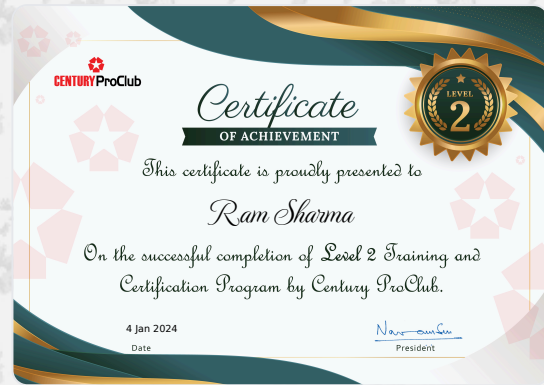 CENTURY ProClub
Certificate
OF ACHIEVEMENT
LEVEL
2
This certificate is proudly presented to
Ram Sharma
On the successful completion of Level 2 Training and
Certification Program by Century ProClub.
4 Jan 2024
Date
President